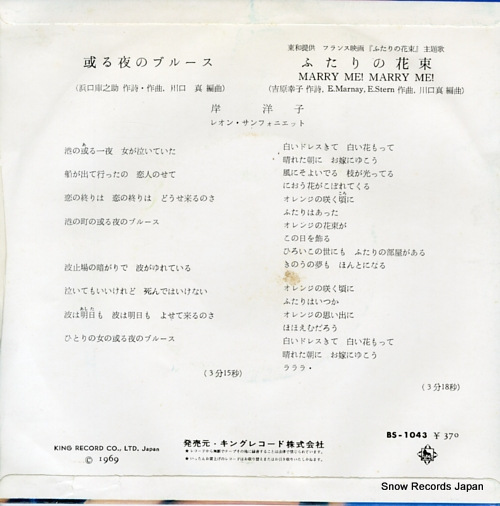 或る夜のブルース
(浜口庫之助 作詩・作曲, 川口 真 編曲)
東和提供 フランス映画『ふたりの花束』主題歌
ふたりの花束
MARRY ME! MARRY ME!
(吉原幸子 作詩, E.Marnay, E.Stern 作曲, 川口真 編曲)
岸 洋子
レオン・サンフォニエット
港の或る一夜 女が泣いていた
船が出て行ったの 恋人のせて
恋の終りは 恋の終りは どうせ来るのさ
港の町の或る夜のブルース
波止場の暗がりで 波がゆれている
泣いてもいいけれど 死んではいけない
波は明日も 波は明日も よせて来るのさ
ひとりの女の或る夜のブルース
(3分15秒)
白いドレスきて 白い花もって
晴れた朝に お嫁にゆこう
風にそよいでる 枝が光ってる
におう花がこぼれてくる
オレンジの咲く頃に
ふたりはあった
オレンジの花束が
この日を飾る
ひろいこの世にも ふたりの部屋がある
きのうの夢も ほんとになる
オレンジの咲く頃に
ふたりはいつか
オレンジの思い出に
ほほえむだろう
白いドレスきて 白い花もって
晴れた朝に お嫁にゆこう
ラララ・
(3分18秒)
KING RECORD CO., LTD. Japan
© 1969
発売元・キングレコード株式会社
BS-1043 ¥370
Snow Records Japan